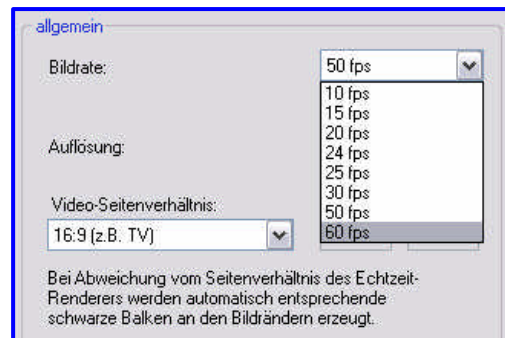 allgemein
Bildrate:
50 fps
10 fps
15 fps
20 fps
24 fps
25 fps
30 fps
50 fps
60 fps
Auflösung:
Video-Seitenverhältnis:
16:9 (z.B. TV)
Bei Abweichung vom Seitenverhältnis des Echtzeit-
Renderers werden automatisch entsprechende
schwarze Balken an den Bildrändern erzeugt.